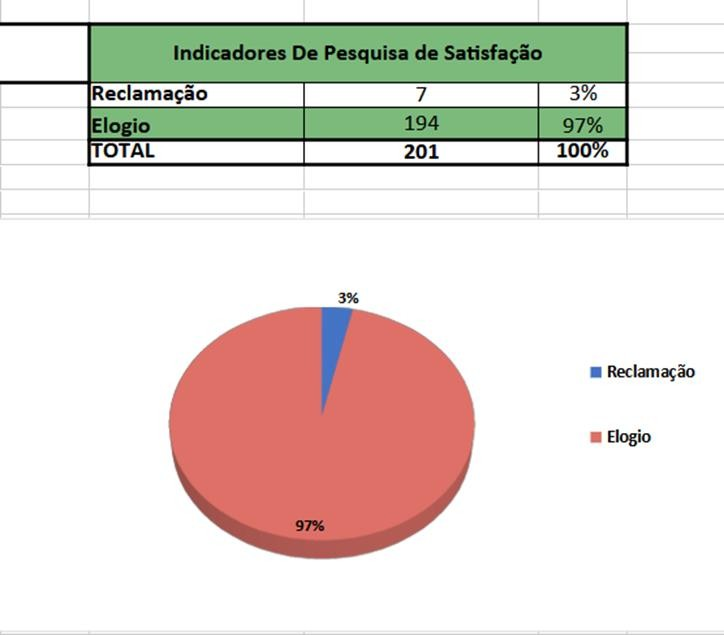 Indicadores De Pesquisa de Satisfação
Reclamação 7 3%
Elogio 194 97%
TOTAL 201 100%
3%
Reclamação
Elogio
97%